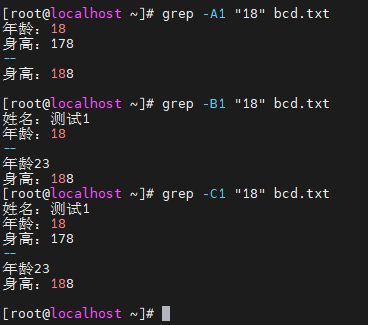 [root@localhost ~]# grep -A1 "18" bcd.txt
年龄：18
身高：178
--
身高：188

[root@localhost ~]# grep -B1 "18" bcd.txt
姓名：测试1
年龄：18
--
年龄23
身高：188
[root@localhost ~]# grep -C1 "18" bcd.txt
姓名：测试1
年龄：18
身高：178
--
年龄23
身高：188

[root@localhost ~]#